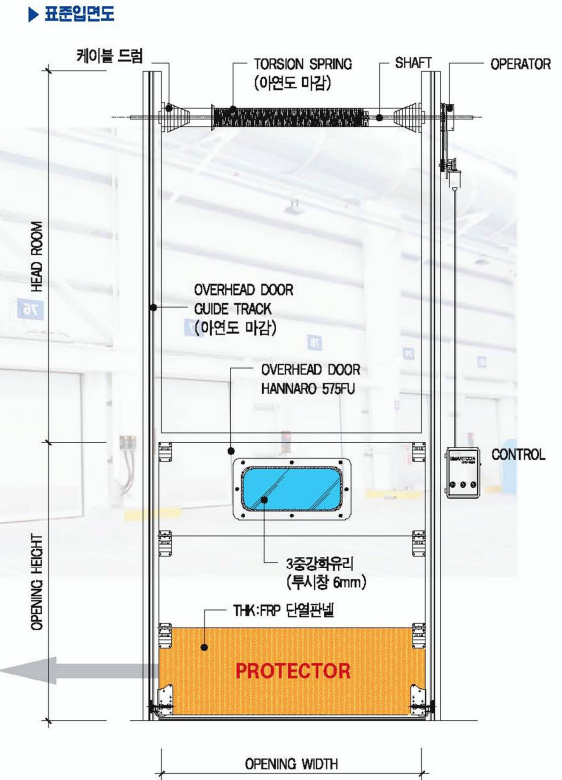 ▶ 표준입면도
케이블 드럼
TORSION SPRING
(아연도 마감)
SHAFT
OPERATOR
HEAD ROOM
OVERHEAD DOOR
GUIDE TRACK
(아연도 마감)
76
OVERHEAD DOOR
HANNARO 575FU
CONTROL
OPENING HEIGHT
3중강화유리
(투시창 6mm)
THK:FRP 단열판넬
PROTECTOR
OPENING WIDTH